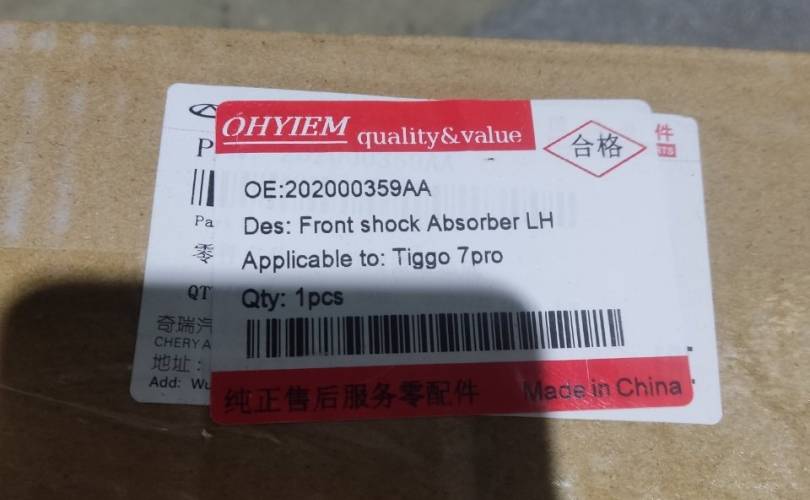 OHYIEM quality&value
合格
件
OE:202000359AA
Des: Front shock Absorber LH
Applicable to: Tiggo 7pro
Qty: 1pcs
纯正售后服务零配件 Made in China
P
Pa
零
QT
奇瑞汽
CHERY A
地址：
Add: Wu